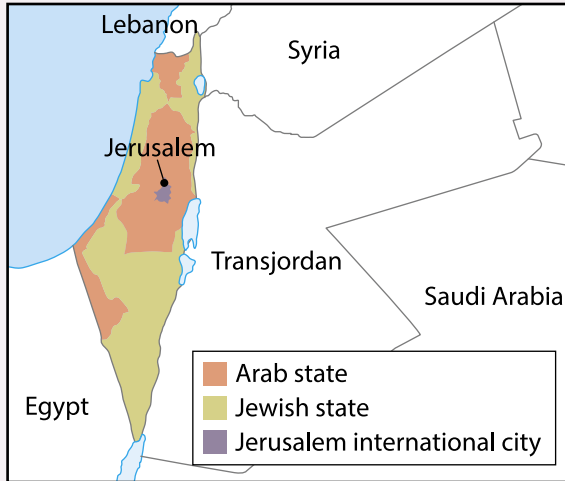 Lebanon
Syria
Jerusalem
Transjordan
Saudi Arabia
Egypt
Arab state
Jewish state
Jerusalem international city